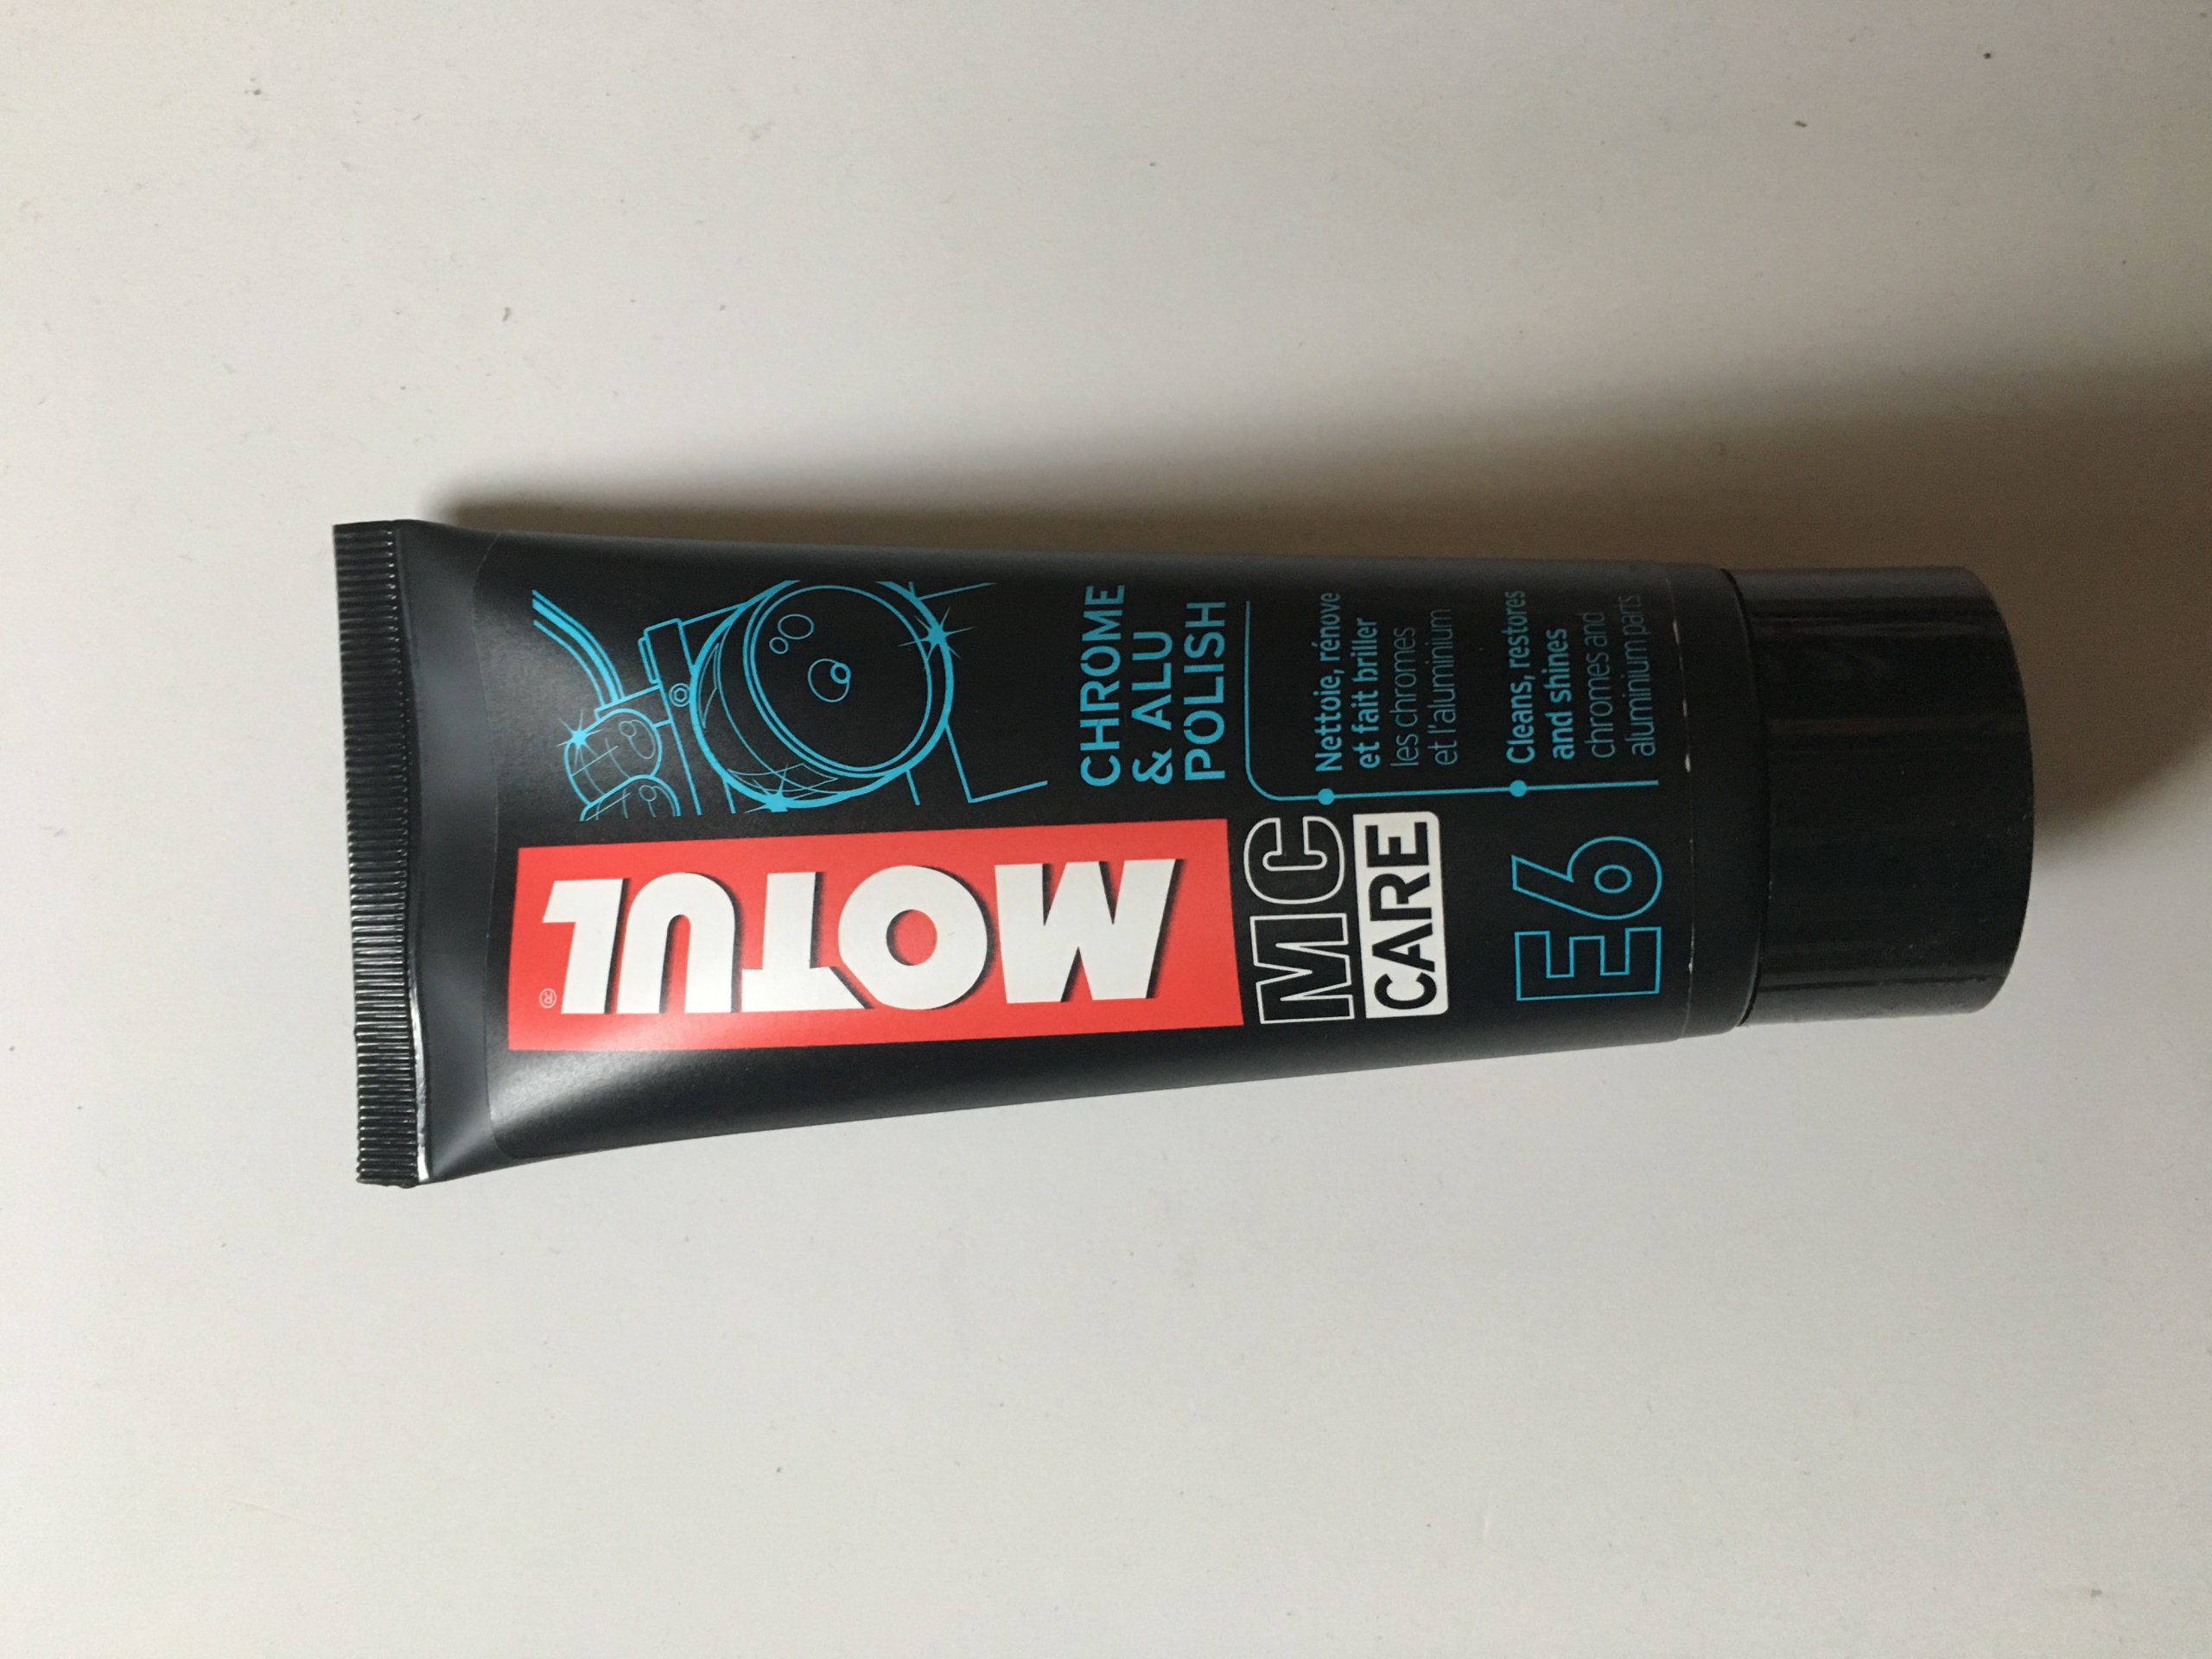 MOTUL®
CHROME
& ALU
POLISH
MC
CARE
Nettoie, rénove
et fait briller
les chromes
et l'aluminium
E6
Cleans, restores
and shines
chromes and
aluminium parts